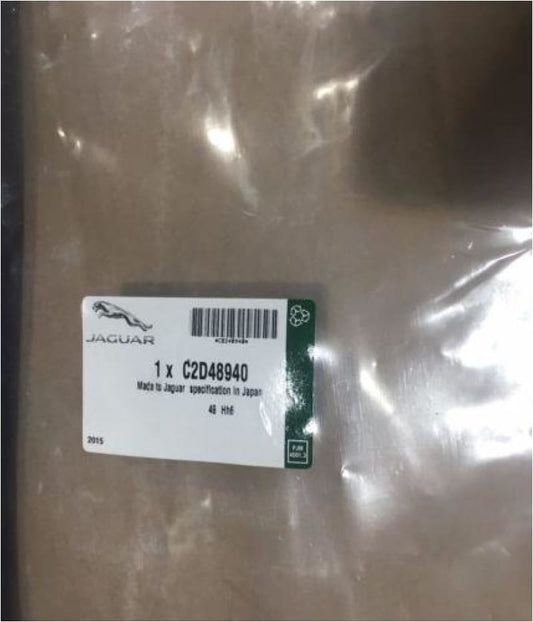 JAGUAR
1 x C2D48940
Made to Jaguar specification in Japan
48 Hh6
2015